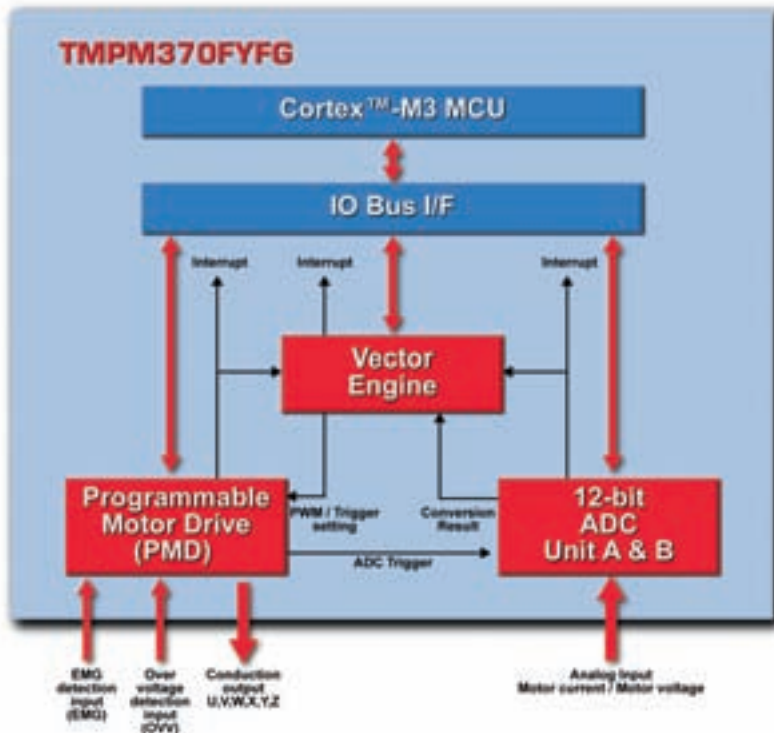 TMPM370FYFG
Cortex™-M3 MCU
IO Bus I/F
Interrupt
Interrupt
Interrupt
Vector
Engine
Programmable
Motor Drive
(PMD)
PWM / Trigger
setting
Conversion
Result
12-bit
ADC
Unit A & B
ADC Trigger
EMG
detection
input
(EMG)
Over
voltage
detection
input
(OVV)
Conduction
output
U,V,W,X,Y,Z
Analog Input
Motor current / Motor voltage